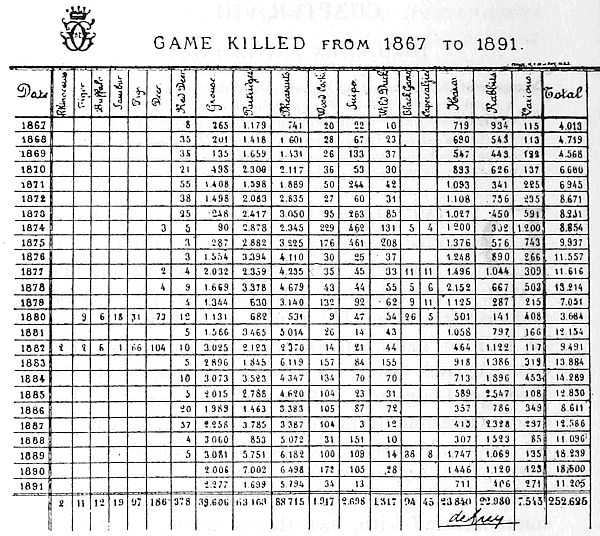 GAME KILLED FROM 1867 TO 1891.
Date Rhinoceros Tiger Buffalo Sambur Pigs Deer Red Deer Grouse Partridges Pheasants Wood Cock Snipe Wild Duck Black Game Capercailzie Hares Rabbits Various Total
1867 8 265 1.179 741 20 22 10 719 934 115 4.013
1868 35 201 1.418 1.601 28 67 23 690 543 113 4.719
1869 35 135 1.659 1.431 26 133 37 547 443 122 4.568
1870 21 498 2.300 2.117 36 53 30 893 626 137 6.660
1871 55 1.408 1.598 1.889 50 244 42 1.093 341 225 6.945
1872 38 1.498 2.083 2.835 27 60 31 1.108 756 235 8.671
1873 25 248 2.417 3.050 95 263 85 1.027 450 591 8.251
1874 3 5 90 2.878 2.345 229 462 131 5 4 1.200 302 1.200 8.854
1875 3 287 2.882 3.225 176 461 208 1.376 576 743 9.937
1876 3 1.554 3.394 4.110 30 25 37 1.248 890 266 11.557
1877 2 4 2.032 2.359 4.235 35 45 33 11 11 1.496 1.044 309 11.616
1878 4 9 1.669 3.378 4.679 43 44 55 5 6 2.152 667 503 13.214
1879 4 1.344 630 3.140 132 92 62 9 11 1.125 287 215 7.051
1880 9 6 18 31 73 12 1.131 682 531 9 47 54 26 5 501 141 408 3.684
1881 5 1.566 3.465 5.014 26 14 43 1.058 797 166 12.154
1882 2 2 6 1 66 104 10 3.025 2.123 2.370 14 21 44 464 1.122 117 9.491
1883 5 2.896 1.845 6.119 157 84 155 918 1.386 319 13.884
1884 10 3.073 3.523 4.347 134 70 70 713 1.896 453 14.289
1885 5 2.015 2.788 4.620 104 23 31 589 2.547 108 12.830
1886 20 1.989 1.463 3.383 105 87 72 357 786 349 8.611
1887 37 2.258 3.785 3.387 104 3 12 413 2.328 237 12.586
1888 4 3.060 853 5.072 31 151 10 307 1523 85 11.096
1889 5 3.081 5.751 6.182 100 109 14 38 8 1.747 1.069 135 18.239
1890 2.006 7.002 6.498 172 105 28 1.446 1.120 123 18.500
1891 2.277 1.699 5.794 34 13 711 406 271 11.205
2 11 12 19 97 186 378 39.606 88.715 1.917 2.698 1.317 94 45 23.840 22.980 7.543 252.625
de Grey